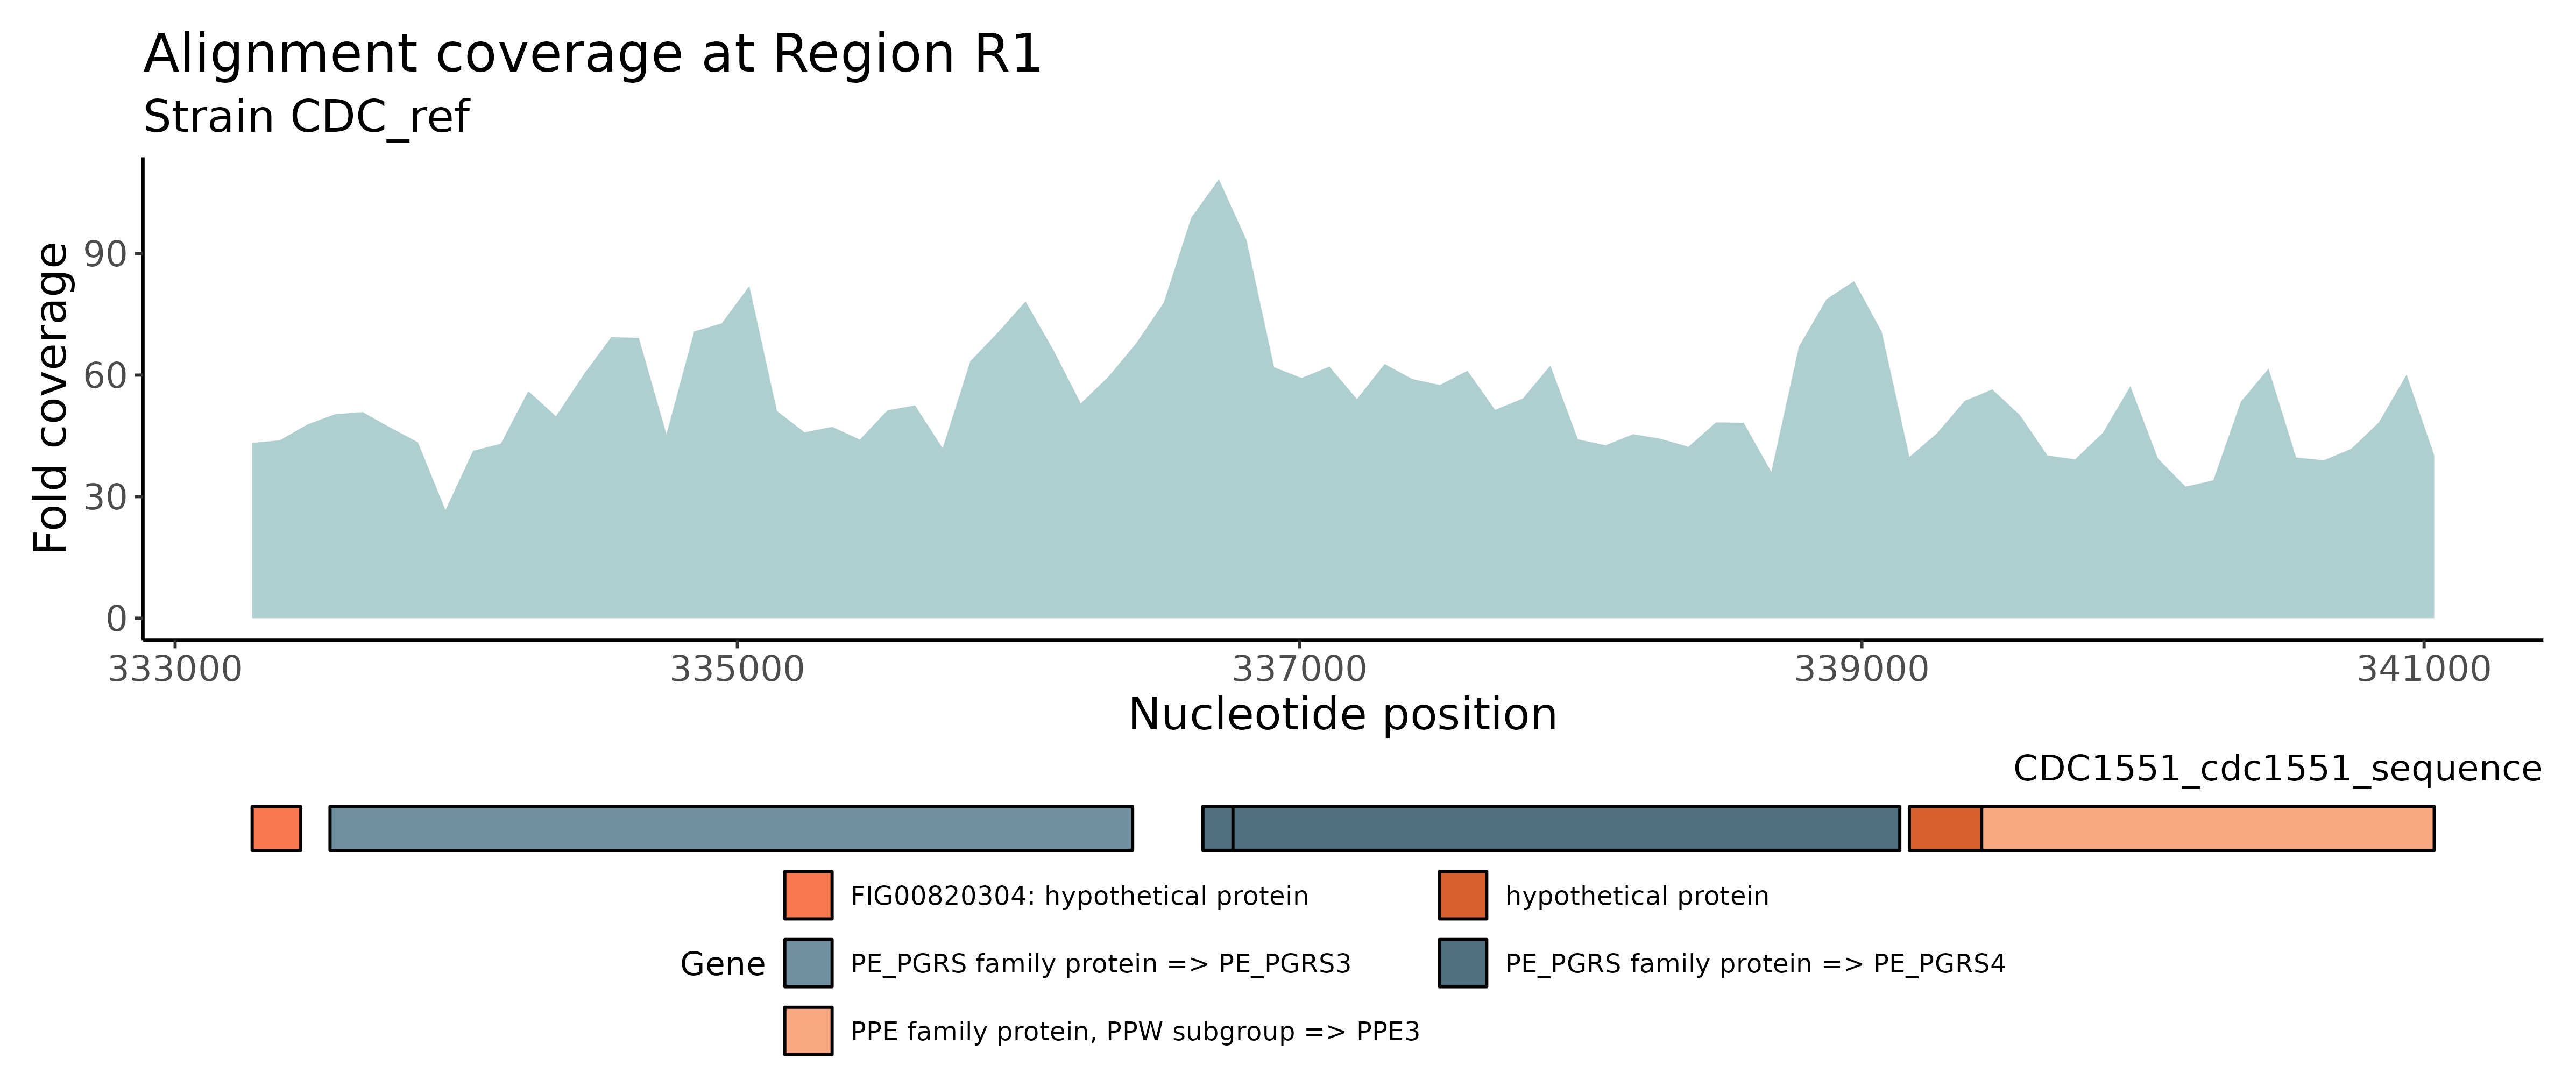 Alignment coverage at Region R1
Strain CDC_ref
Fold coverage
90
60
30
0
333000 335000 337000 339000 341000
Nucleotide position
CDC1551_cdc1551_sequence
Gene
FIG00820304: hypothetical protein
hypothetical protein
PE_PGRS family protein => PE_PGRS3
PE_PGRS family protein => PE_PGRS4
PPE family protein, PPW subgroup => PPE3